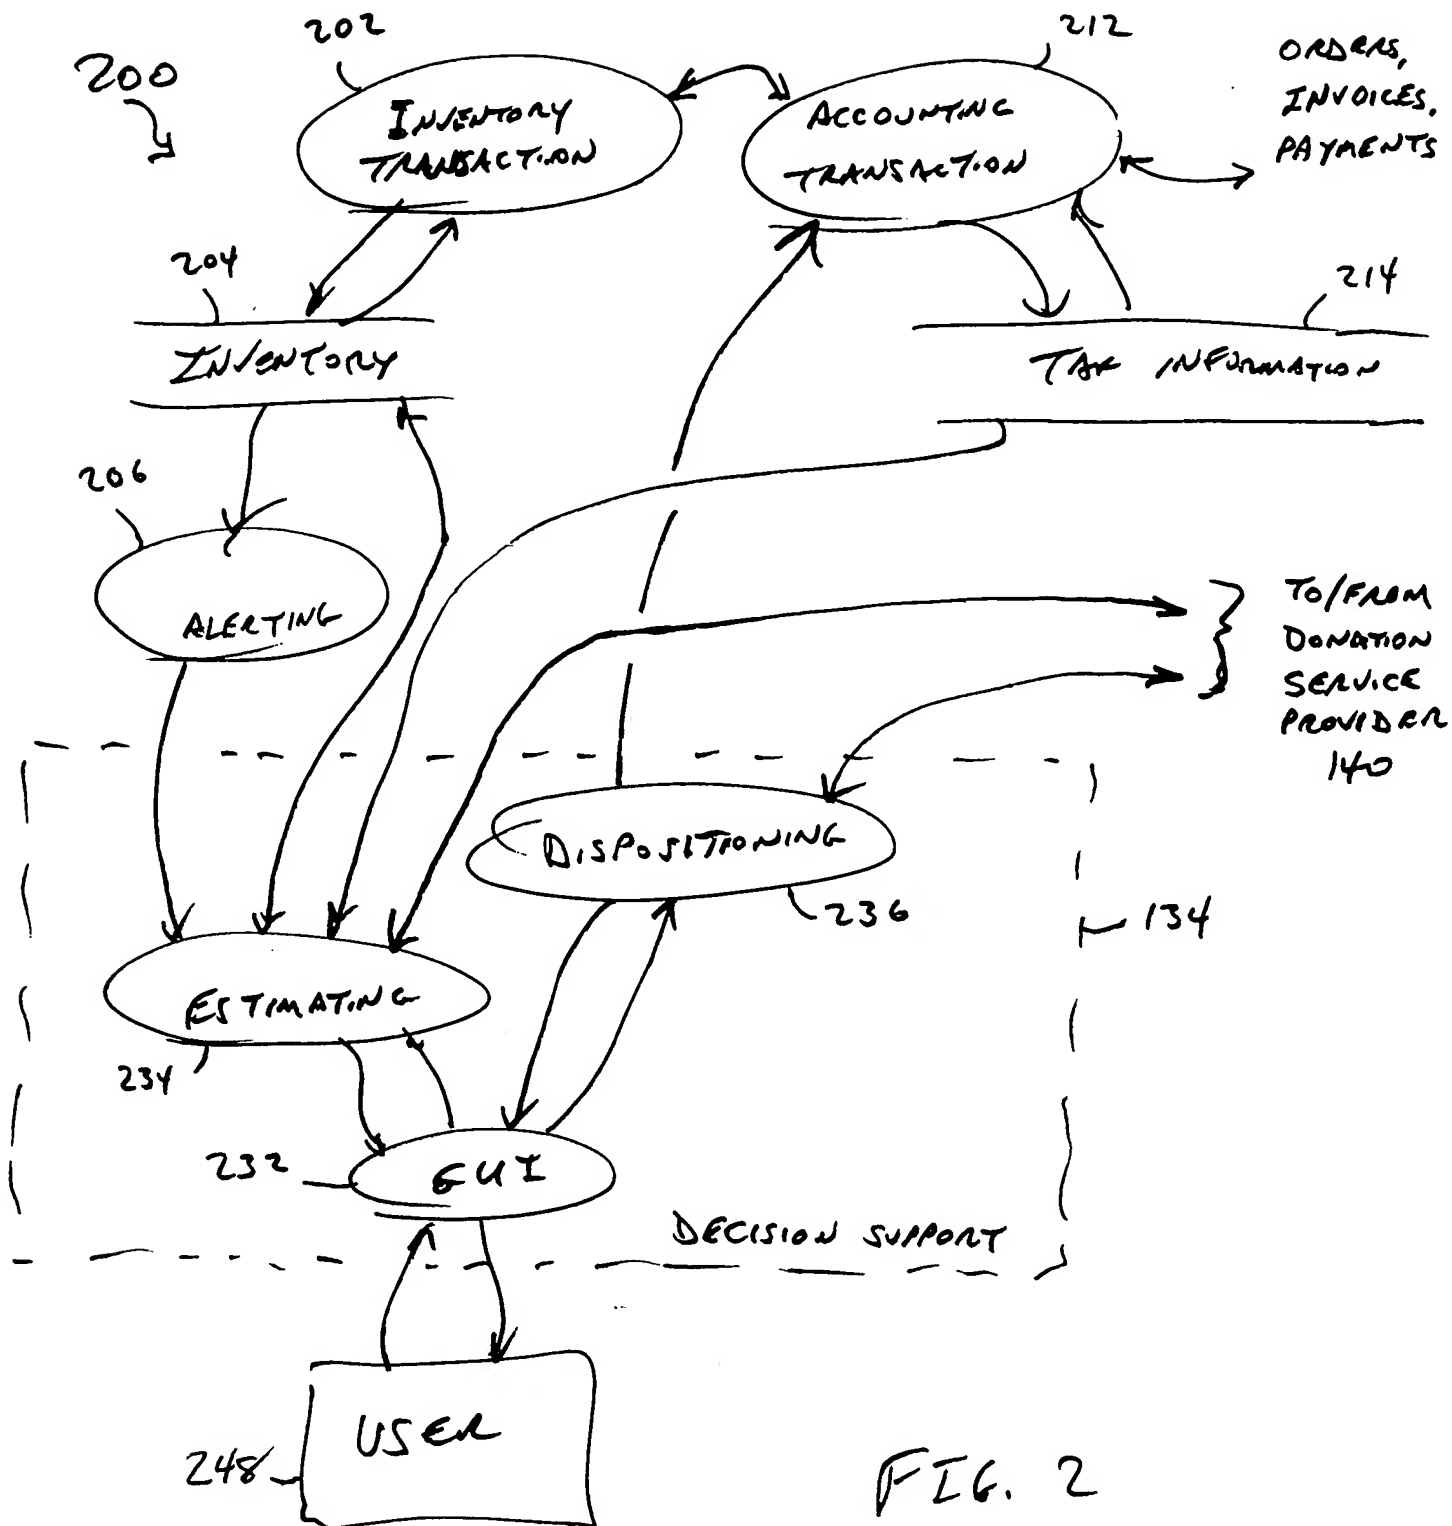 202
212
200
INVENTORY
TRANSACTION
ACCOUNTING
TRANSACTION
ORDERS,
INVOICES,
PAYMENTS
204
214
INVENTORY
TAX INFORMATION
206
ALERTING
TO/FROM
DONATION
SERVICE
PROVIDER
140
DISPOSITIONING
236
134
ESTIMATING
234
232
GUI
DECISION SUPPORT
USER
248
FIG. 2